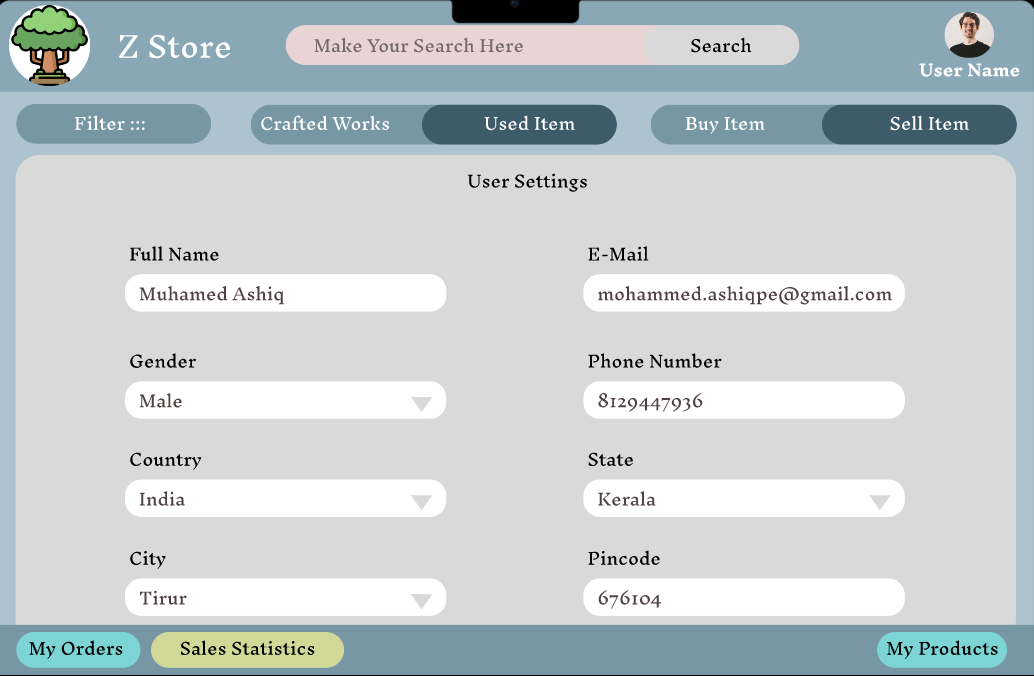 Z Store
Make Your Search Here
Search
User Name
Filter :::
Crafted Works
Used Item
Buy Item
Sell Item
User Settings
Full Name
E-Mail
Muhamed Ashiq
mohammed.ashiqpe@gmail.com
Gender
Phone Number
Male
8129447936
Country
State
India
Kerala
City
Pincode
Tirur
676104
My Orders
Sales Statistics
My Products